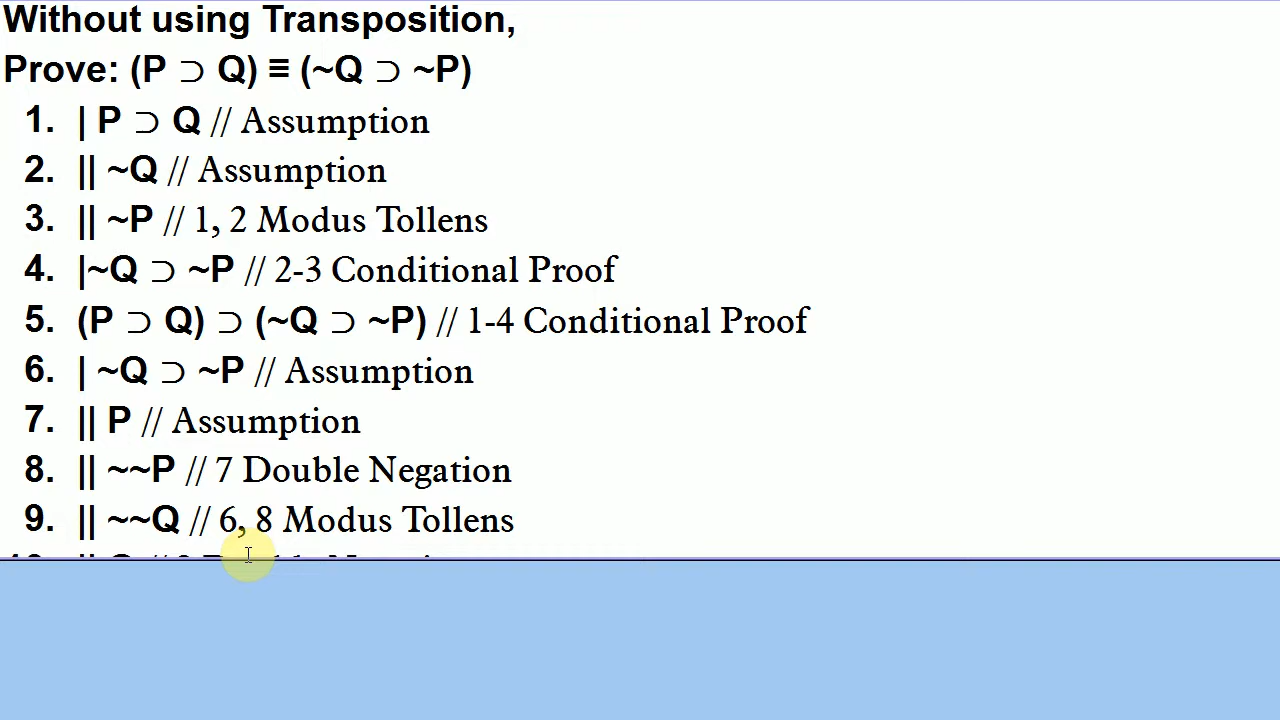 Without using Transposition,
Prove: (P ⊃ Q) ≡ (~Q ⊃ ~P)
1. | P ⊃ Q // Assumption
2. || ~Q // Assumption
3. || ~P // 1, 2 Modus Tollens
4. |~Q ⊃ ~P // 2-3 Conditional Proof
5. (P ⊃ Q) ⊃ (~Q ⊃ ~P) // 1-4 Conditional Proof
6. | ~Q ⊃ ~P // Assumption
7. || P // Assumption
8. || ~~P // 7 Double Negation
9. || ~~Q // 6, 8 Modus Tollens